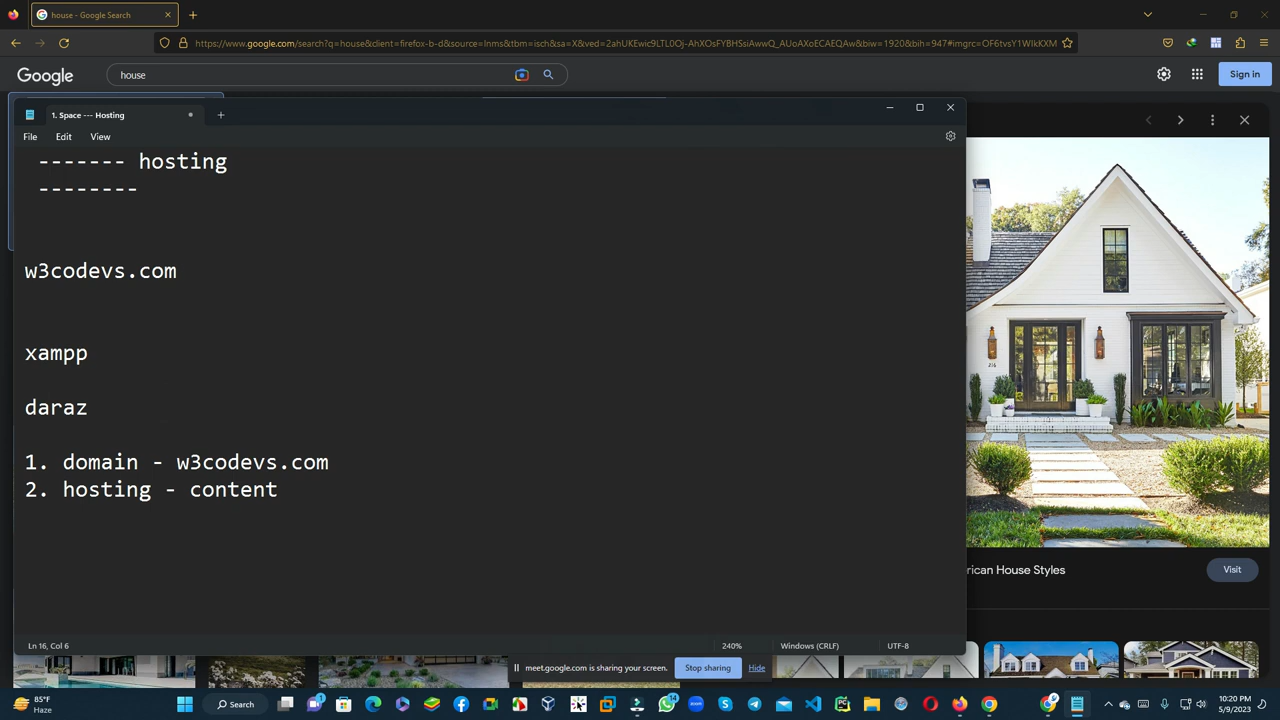 house - Google Search
https://www.google.com/search?q=house&client=firefox-b-d&source=lnms&tbm=isch&sa=X&ved=2ahUKEwic9LTL0Oj-AhXOsFYBHSsiAwwQ_AUoAXoECAEQAw&biw=1920&bih=947#imgrc=OF6tvsY1WIkKXM
Google
house
Sign in
1. Space --- Hosting
File Edit View
------- hosting
--------
w3codevs.com
xampp
daraz
1. domain - w3codevs.com
2. hosting - content
216
rican House Styles
Visit
Ln 16, Col 6
240%
Windows (CRLF)
UTF-8
meet.google.com is sharing your screen.
Stop sharing
Hide
85°F
Haze
Search
10:20 PM
5/9/2023